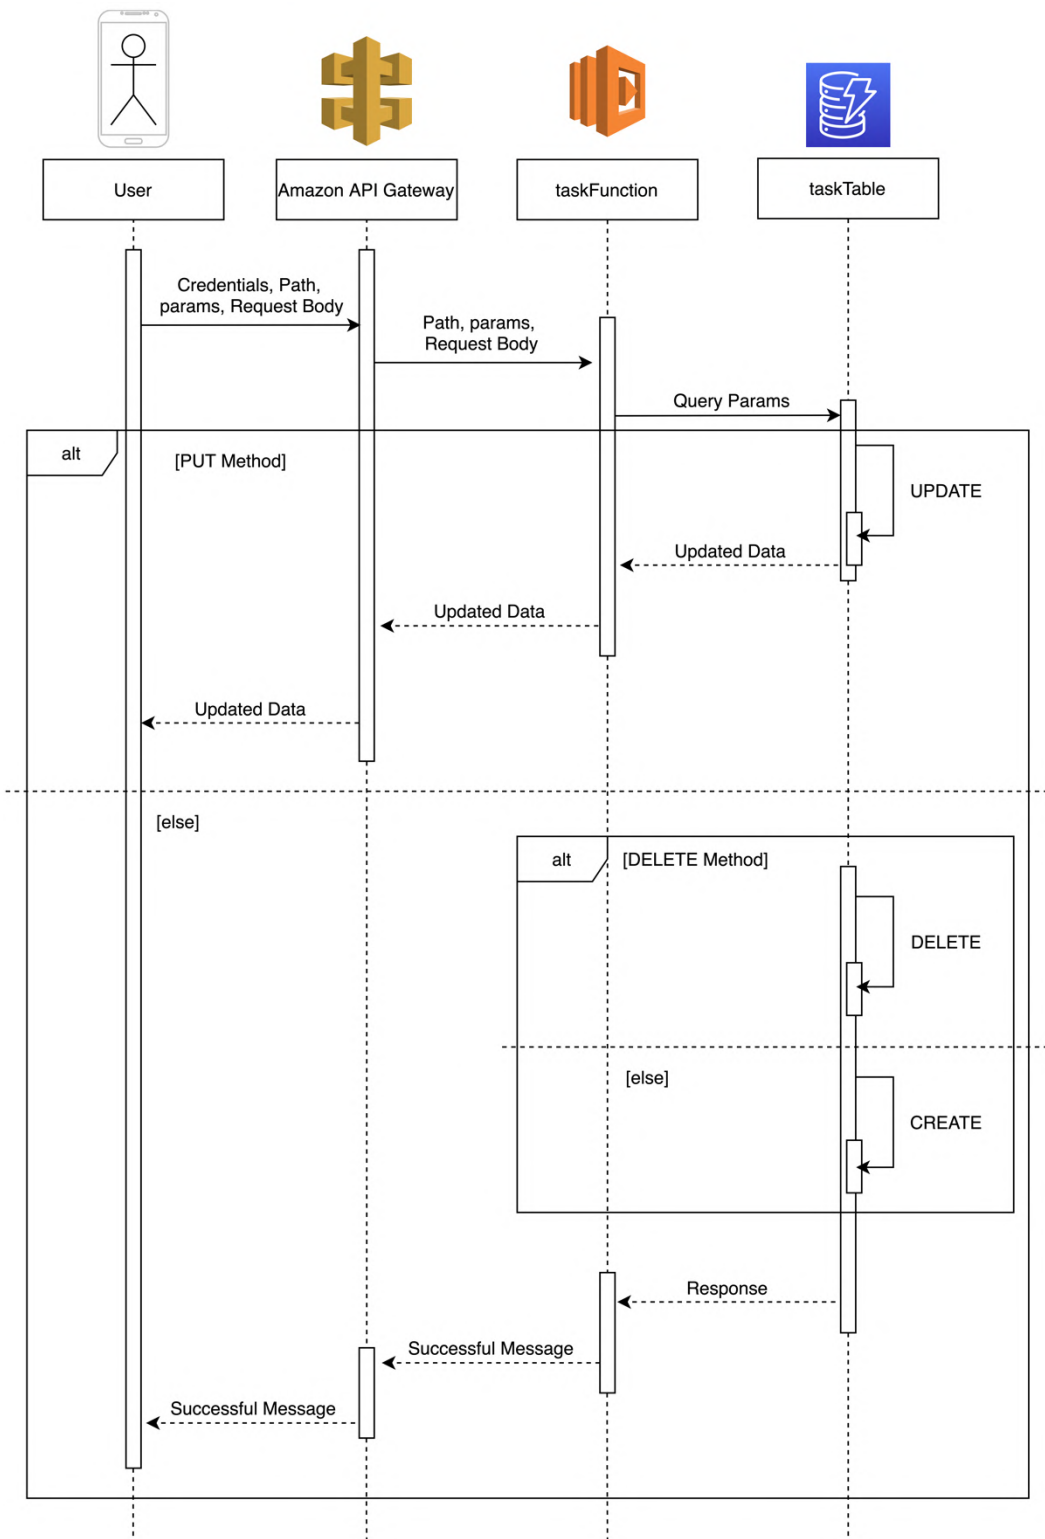 User
Amazon API Gateway
taskFunction
taskTable
Credentials, Path,
params, Request Body
Path, params,
Request Body
Query Params
alt
[PUT Method]
UPDATE
Updated Data
Updated Data
Updated Data
[else]
alt
[DELETE Method]
DELETE
[else]
CREATE
Response
Successful Message
Successful Message